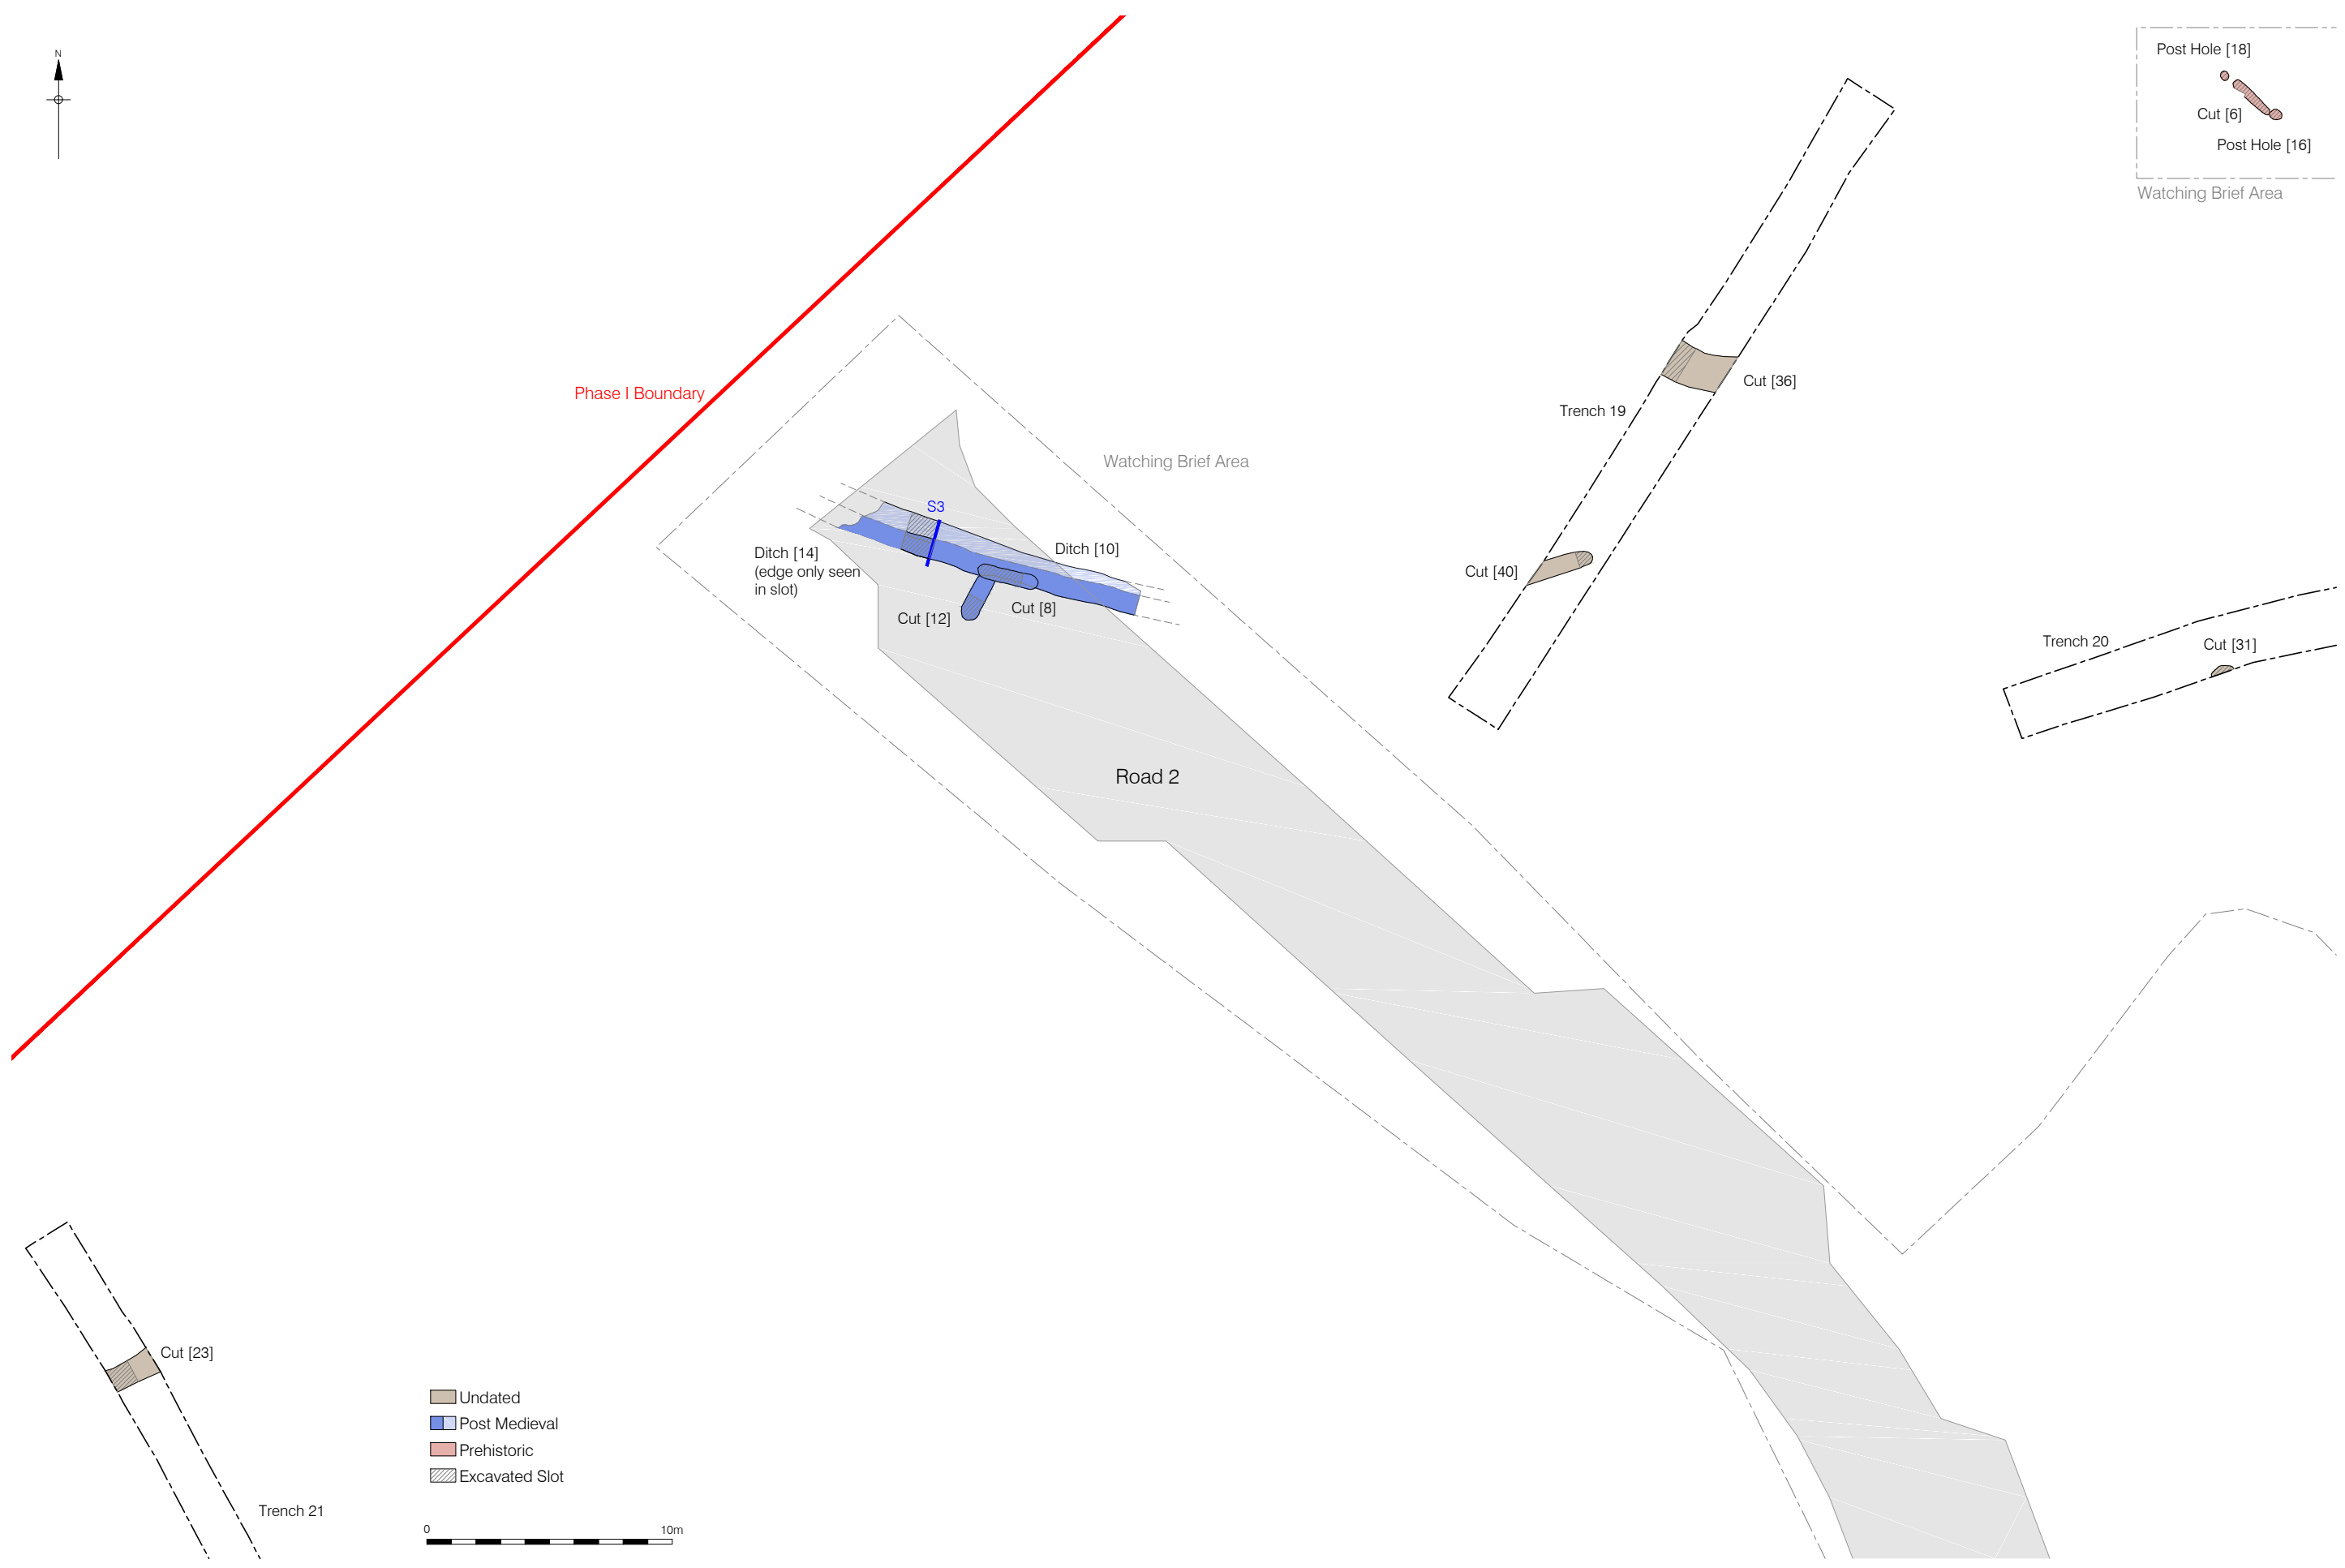 N
Post Hole [18]
Cut [6]
Post Hole [16]
Watching Brief Area
Phase I Boundary
Cut [36]
Trench 19
Watching Brief Area
S3
Ditch [10]
Ditch [14]
(edge only seen
in slot)
Cut [40]
Cut [8]
Cut [12]
Trench 20
Cut [31]
Road 2
Cut [23]
Undated
Post Medieval
Prehistoric
Excavated Slot
Trench 21
0
10m